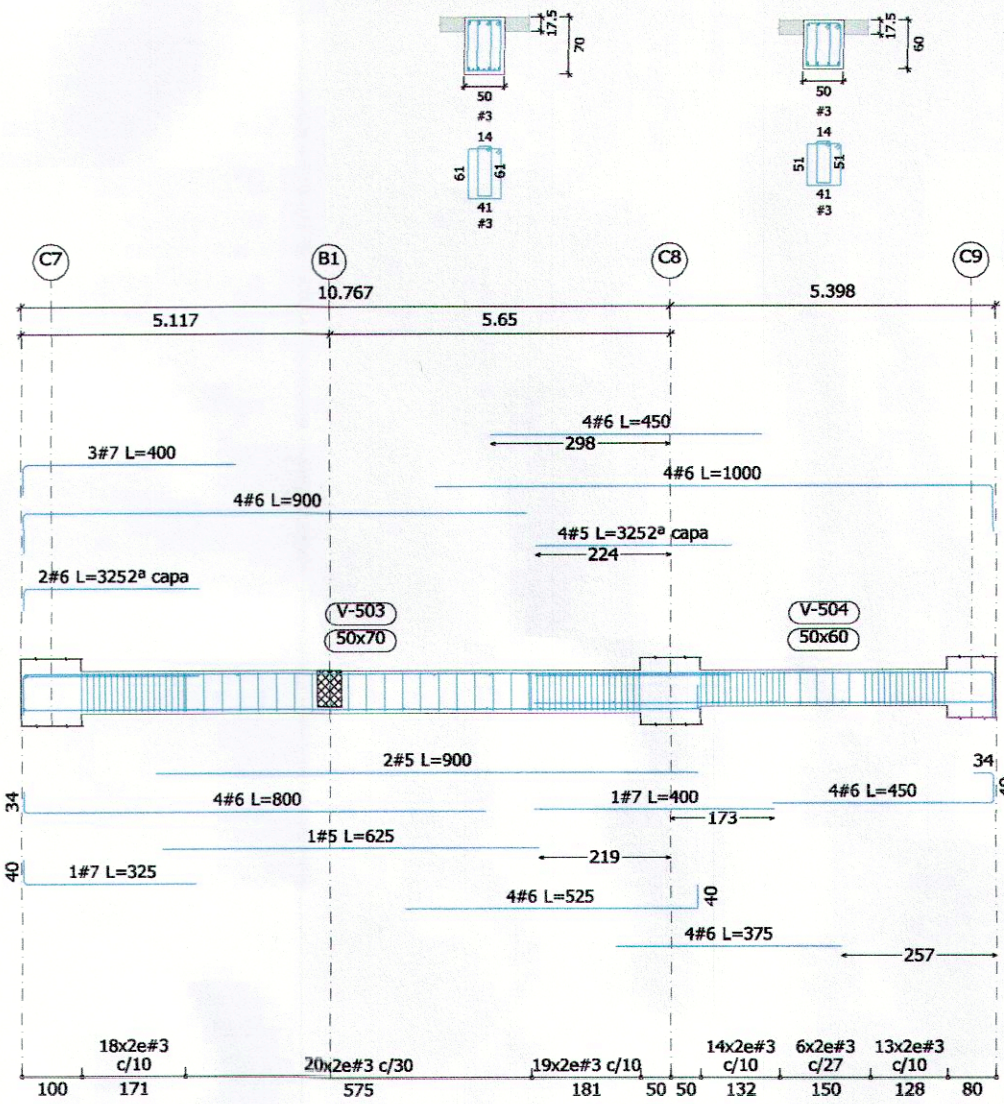 17.5
70
50
#3
14
61
61
41
#3
17.5
60
50
#3
14
51
51
41
#3
C7
B1
C8
C9
10.767
5.398
5.117
5.65
4#6 L=450
298
3#7 L=400
4#6 L=1000
4#6 L=900
4#5 L=3252ª capa
224
2#6 L=3252ª capa
V-503
50x70
V-504
50x60
2#5 L=900
34
34
4#6 L=800
1#7 L=400
4#6 L=450
173
1#5 L=625
219
40
1#7 L=325
4#6 L=525
40
4#6 L=375
257
18x2e#3
c/10
20x2e#3 c/30
19x2e#3 c/10
14x2e#3
c/10
6x2e#3
c/27
13x2e#3
c/10
100
171
575
181
50
50
132
150
128
80